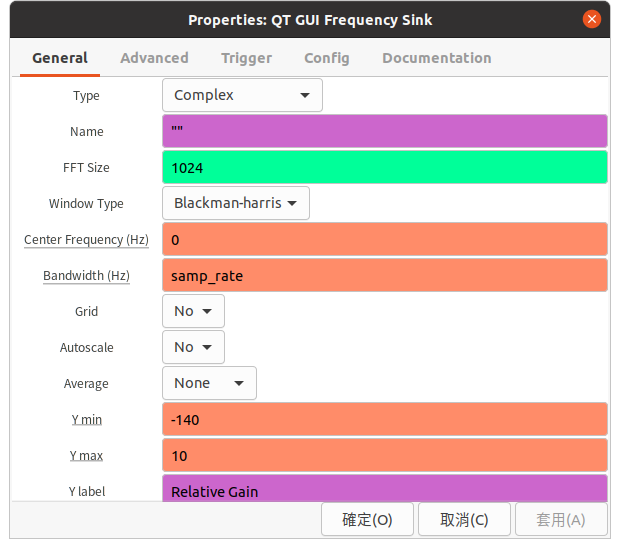 Properties: QT GUI Frequency Sink
General Advanced Trigger Config Documentation
Type Complex
Name ""
FFT Size 1024
Window Type Blackman-harris
Center Frequency (Hz) 0
Bandwidth (Hz) samp_rate
Grid No
Autoscale No
Average None
Y min -140
Y max 10
Y label Relative Gain
確定(O) 取消(C) 套用(A)